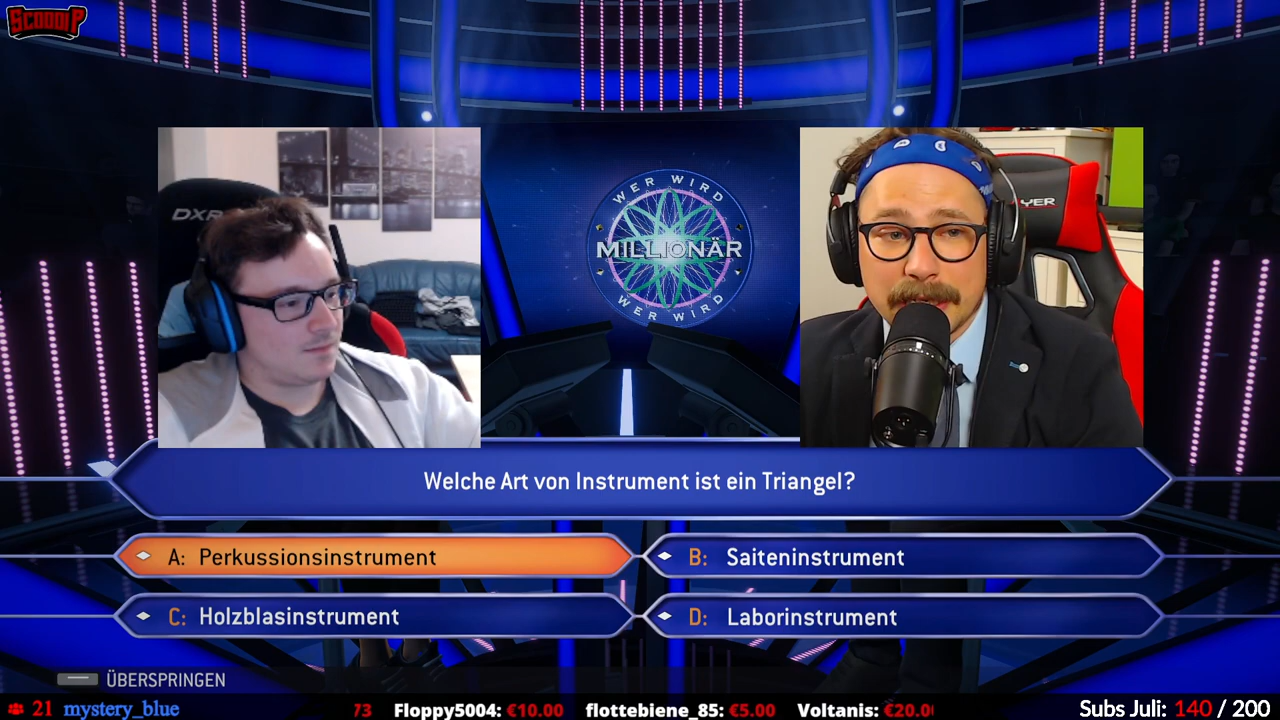 SCOOOIP
DXR
YER
WER WIRD
MILLIONÄR
WER WIRD
Welche Art von Instrument ist ein Triangel?
A: Perkussionsinstrument
B: Saiteninstrument
C: Holzblasinstrument
D: Laborinstrument
ÜBERSPRINGEN
21 mystery_blue
73 Floppy5004: €10.00 flottebiene_85: €5.00 Voltanis: €20.0
Subs Juli: 140 / 200